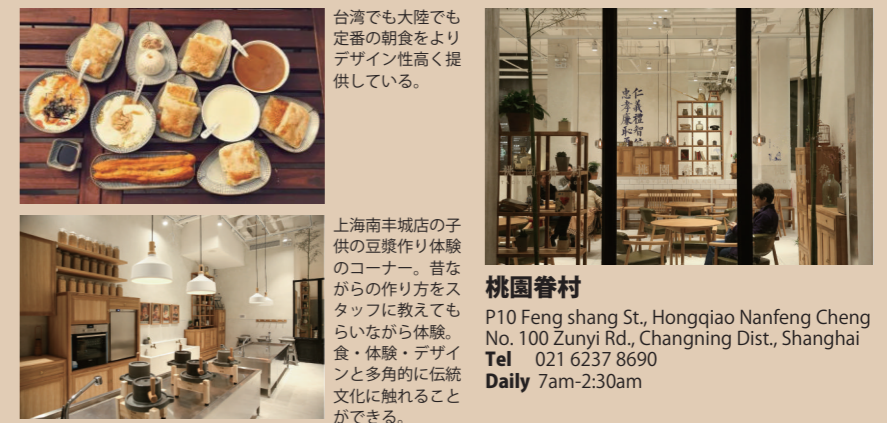 台湾でも大陸でも
定番の朝食をより
デザイン性高く提
供している。
上海南丰城店の子
供の豆漿作り体験
のコーナー。昔な
がらの作り方をス
タッフに教えても
らいながら体験。
食・体験・デザイ
ンと多角的に伝統
文化に触れること
ができる。
仁義禮智
忠孝廉恥
桃園眷村
P10 Feng shang St., Hongqiao Nanfeng Cheng
No. 100 Zunyi Rd., Changning Dist., Shanghai
Tel 021 6237 8690
Daily 7am-2:30am